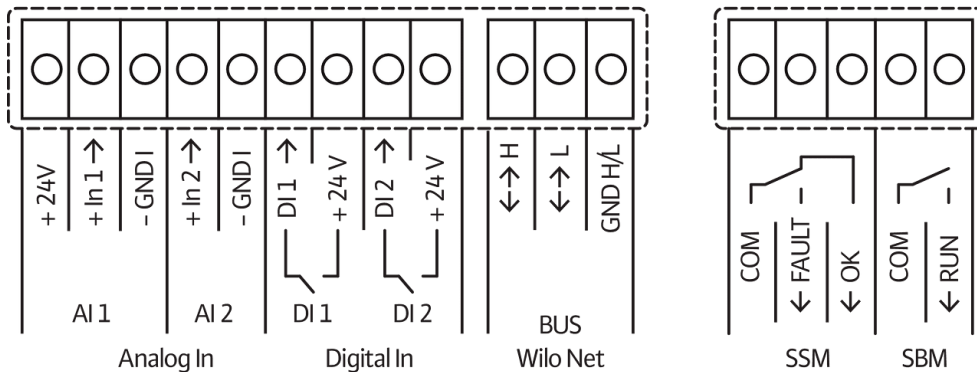 + 24V
+ In 1 →
- GND I
+ In 2 →
- GND I
DI 1 →
+ 24 V
DI 2 →
+ 24 V
H
L
GND H/L
COM
FAULT
OK
COM
RUN
AI 1
AI 2
DI 1
DI 2
BUS
Analog In
Digital In
Wilo Net
SSM
SBM